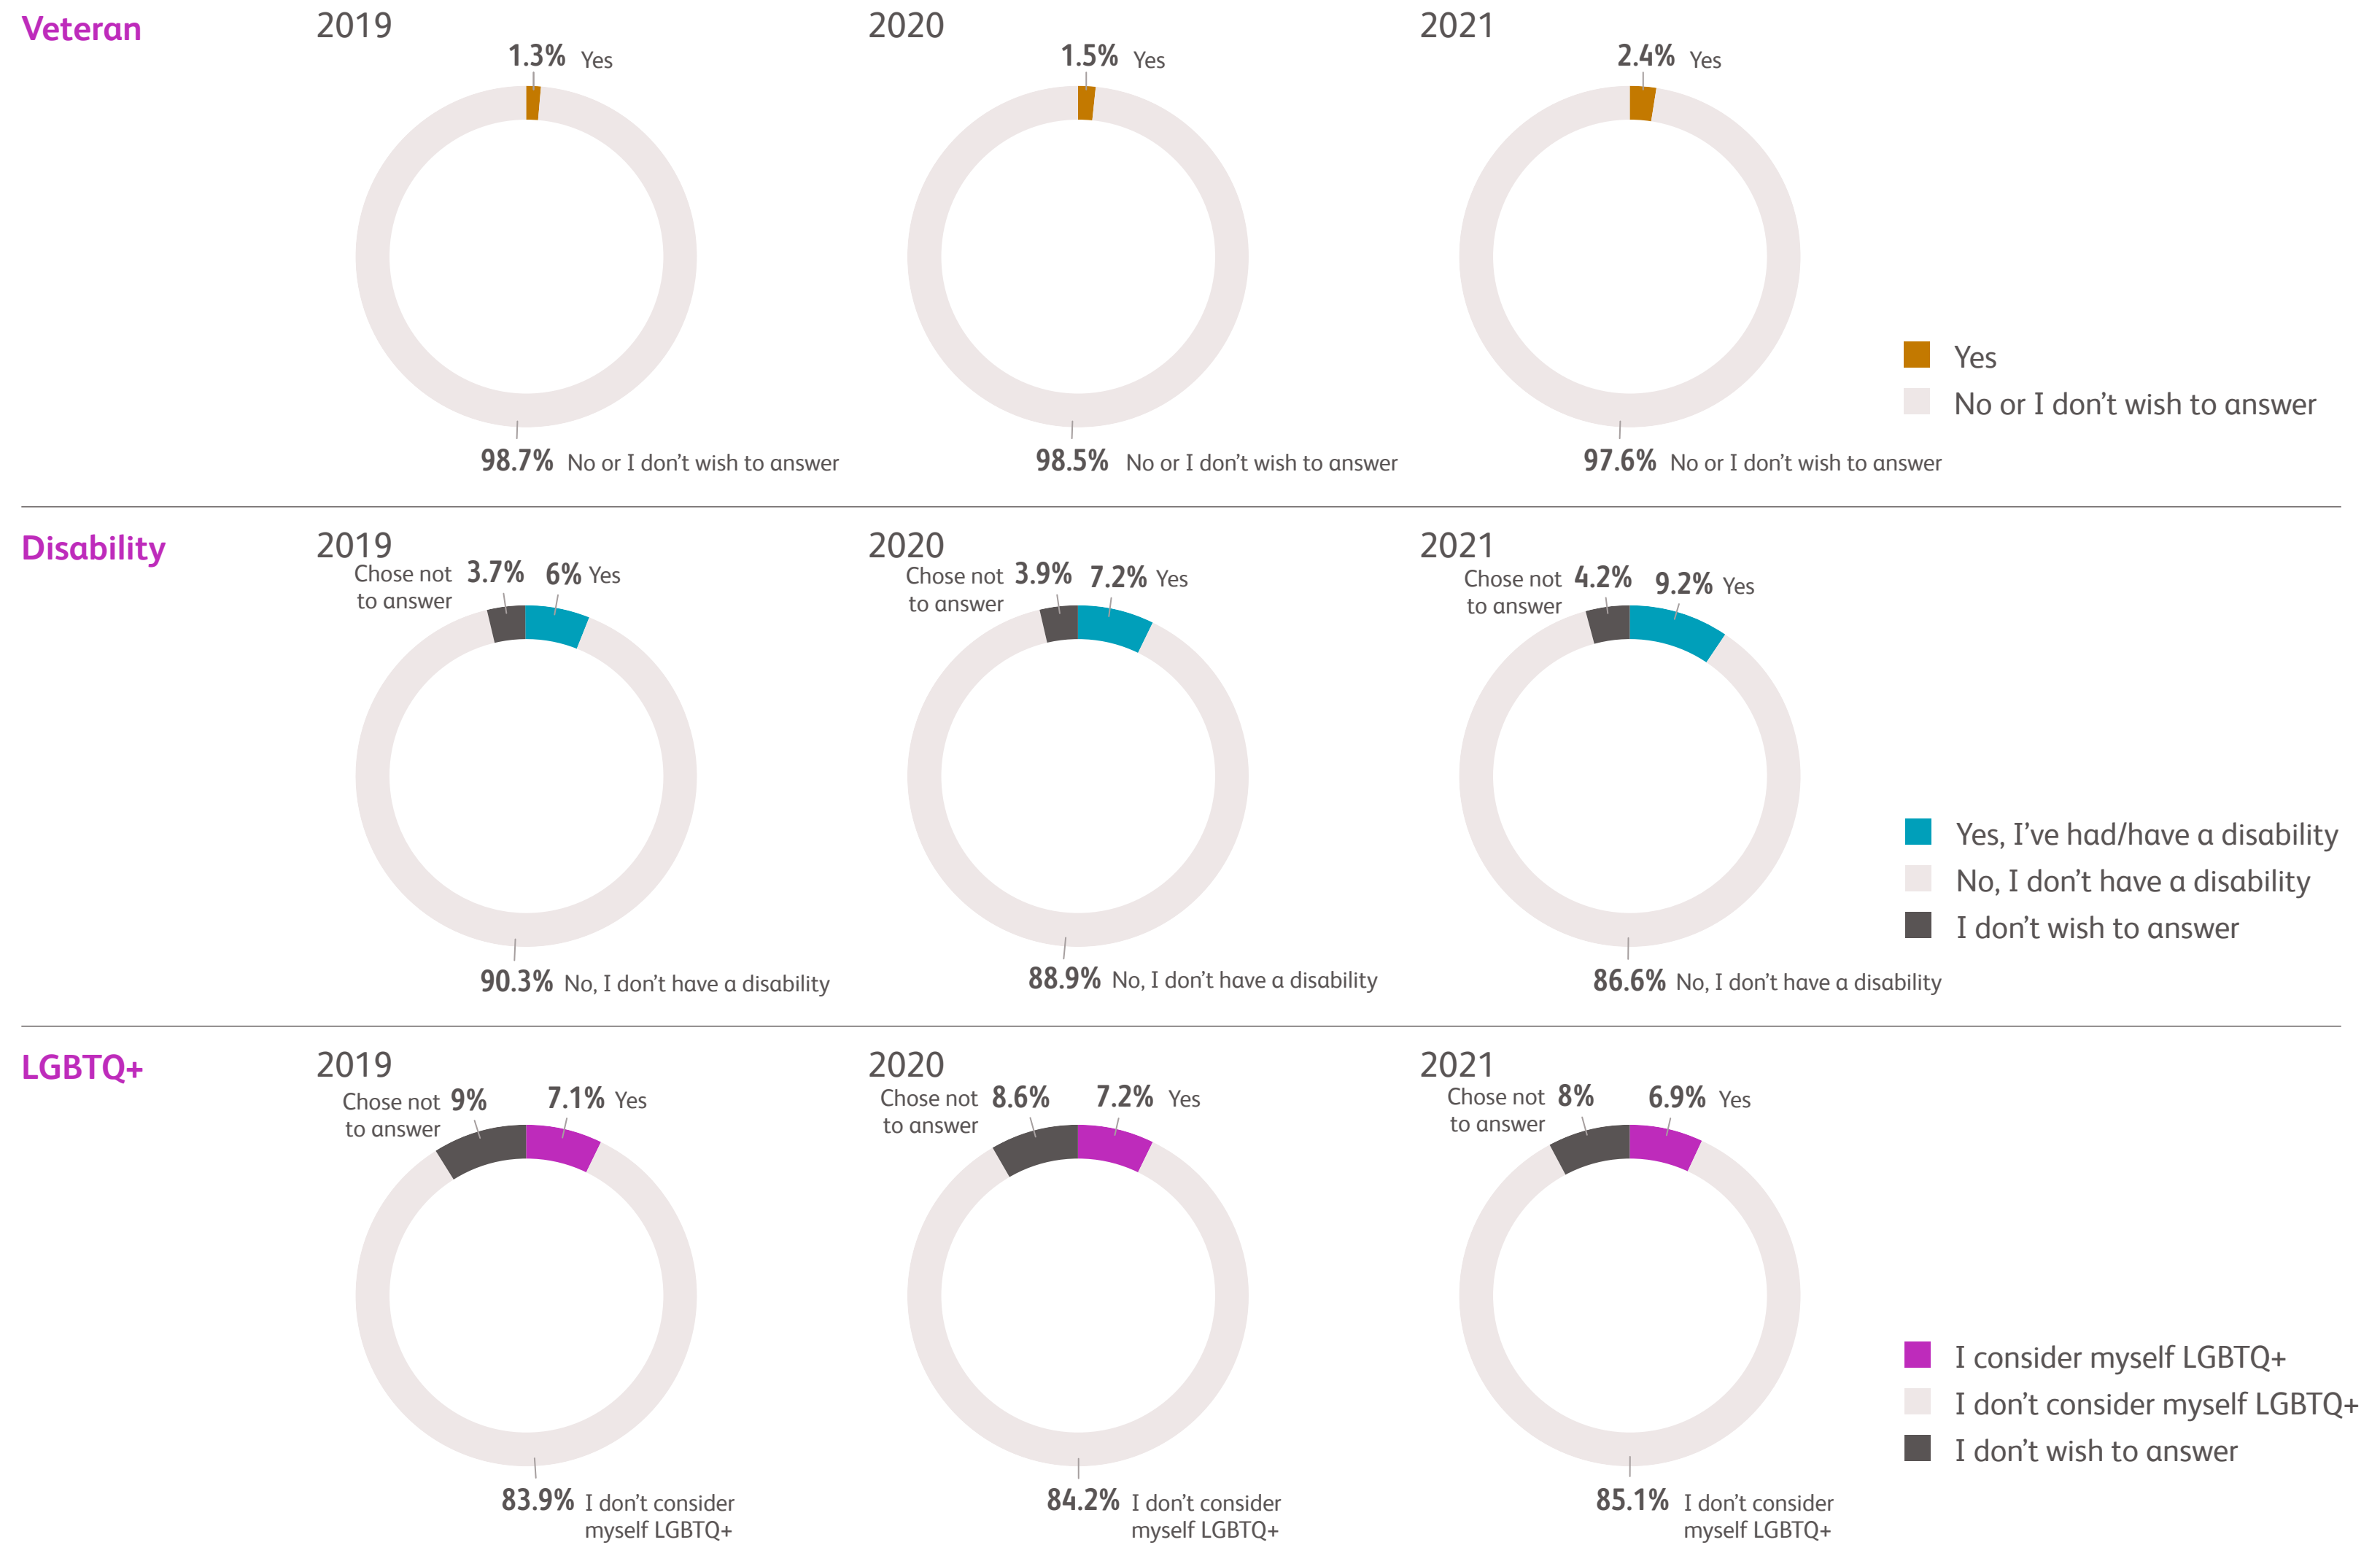 Veteran
2019
1.3% Yes
98.7% No or I don’t wish to answer
2020
1.5% Yes
98.5% No or I don’t wish to answer
2021
2.4% Yes
97.6% No or I don’t wish to answer
Yes
No or I don’t wish to answer
Disability
2019
Chose not
to answer
3.7%
6% Yes
90.3% No, I don’t have a disability
2020
Chose not
to answer
3.9%
7.2% Yes
88.9% No, I don’t have a disability
2021
Chose not
to answer
4.2%
9.2% Yes
86.6% No, I don’t have a disability
Yes, I’ve had/have a disability
No, I don’t have a disability
I don’t wish to answer
LGBTQ+
2019
Chose not
to answer
9%
7.1% Yes
83.9% I don’t consider
myself LGBTQ+
2020
Chose not
to answer
8.6%
7.2% Yes
84.2% I don’t consider
myself LGBTQ+
2021
Chose not
to answer
8%
6.9% Yes
85.1% I don’t consider
myself LGBTQ+
I consider myself LGBTQ+
I don’t consider myself LGBTQ+
I don’t wish to answer